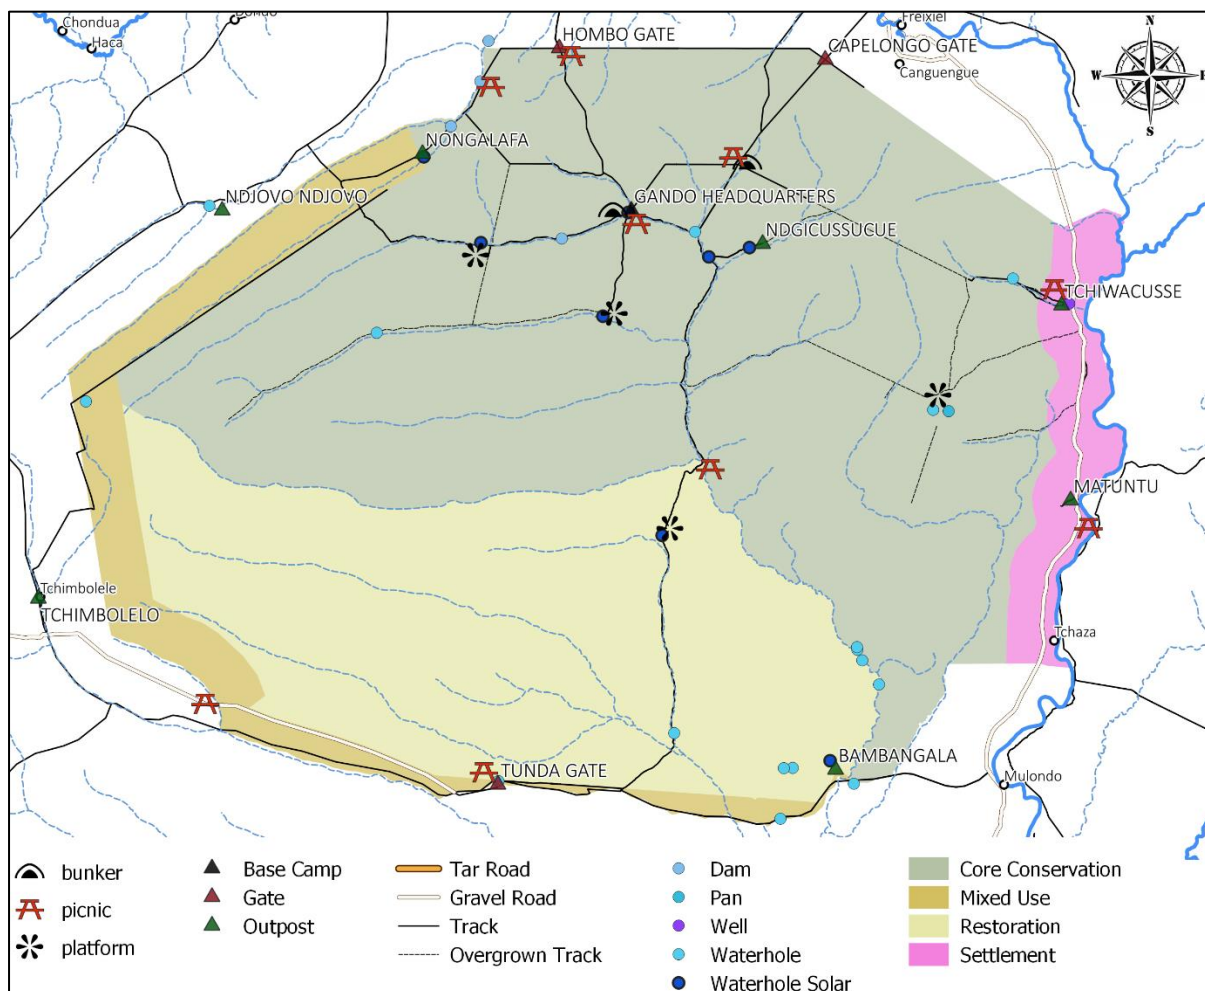 Chondua
Haca
HOMBO GATE
Freixiel
CAPELONGO GATE
Canguengue
N
W
S
NONGALAFA
NDJOVO NDJOVO
GANDO HEADQUARTERS
NDGICUSSUCUE
TCHIWACUSSE
MATUNTU
Tchimbolele
TCHIMBOLELO
Tchaza
BAMBANGALA
TUNDA GATE
Mulondo
bunker
picnic
platform
Base Camp
Gate
Outpost
Tar Road
Gravel Road
Track
Overgrown Track
Dam
Pan
Well
Waterhole
Waterhole Solar
Core Conservation
Mixed Use
Restoration
Settlement